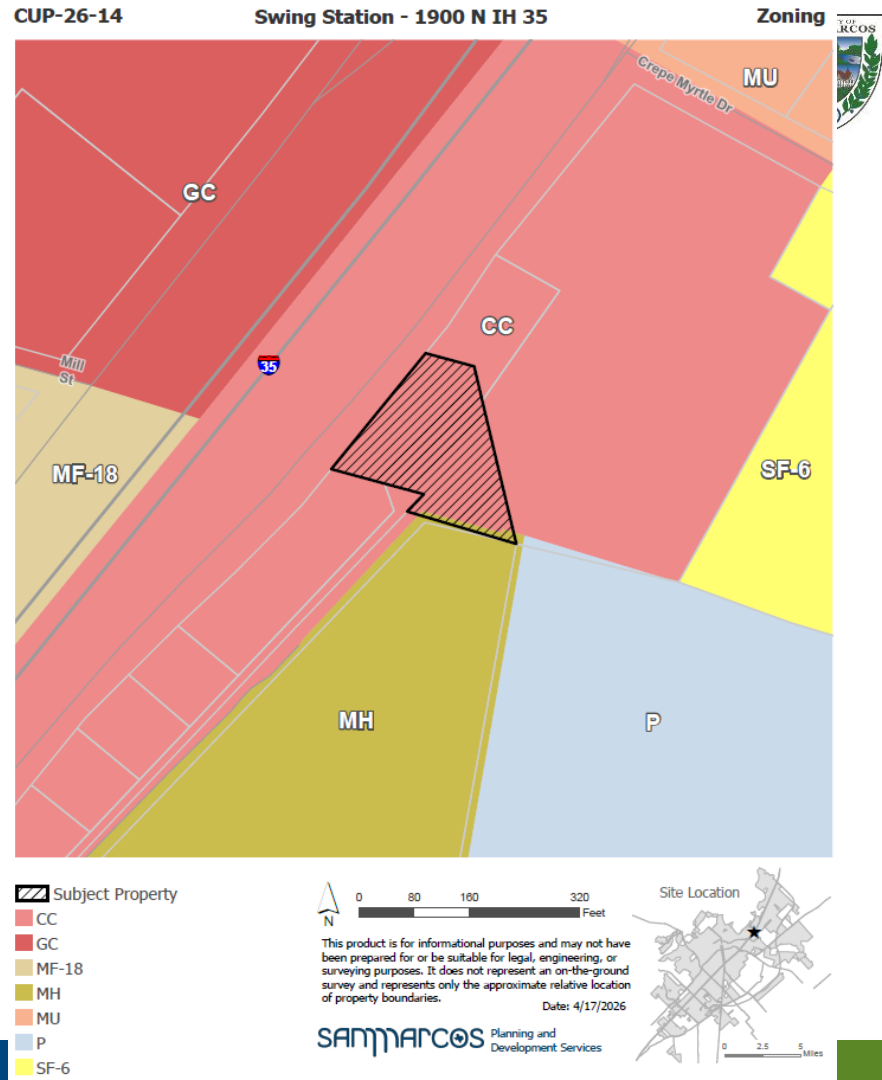 CUP-26-14
Swing Station - 1900 N IH 35
Zoning
RCOS
Crepe Myrtle Dr
MU
GC
CC
35
Mill
St
MF-18
SF-6
MH
P
Subject Property
CC
GC
MF-18
MH
MU
P
SF-6
N
0 80 160 320
Feet
This product is for informational purposes and may not have
been prepared for or be suitable for legal, engineering, or
surveying purposes. It does not represent an on-the-ground
survey and represents only the approximate relative location
of property boundaries.
Date: 4/17/2026
SANMARCOS
Planning and
Development Services
Site Location
0 2.5 5
Miles